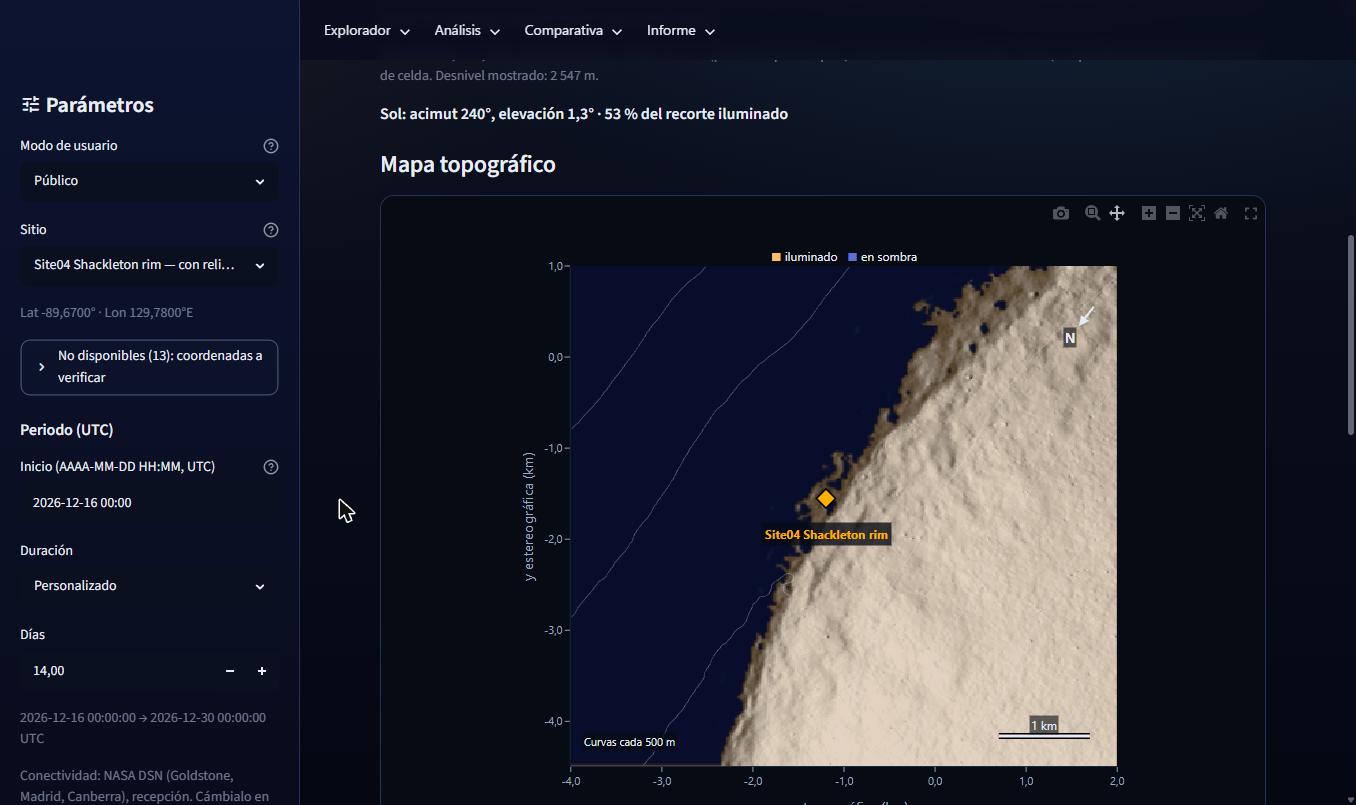 Explorador
Análisis
Comparativa
Informe
Parámetros
Modo de usuario
Público
Sitio
Site04 Shackleton rim — con reli...
Lat -89,6700° · Lon 129,7800°E
No disponibles (13): coordenadas a
verificar
Periodo (UTC)
Inicio (AAAA-MM-DD HH:MM, UTC)
2026-12-16 00:00
Duración
Personalizado
Días
14,00
2026-12-16 00:00:00 → 2026-12-30 00:00:00
UTC
Conectividad: NASA DSN (Goldstone,
Madrid, Canberra), recepción. Cámbialo en
de celda. Desnivel mostrado: 2 547 m.
Sol: acimut 240°, elevación 1,3° · 53 % del recorte iluminado
Mapa topográfico
iluminado
en sombra
1,0
0,0
-1,0
-2,0
-3,0
-4,0
y estereográfica (km)
N
Site04 Shackleton rim
1 km
Curvas cada 500 m
-4,0
-3,0
-2,0
-1,0
0,0
1,0
2,0